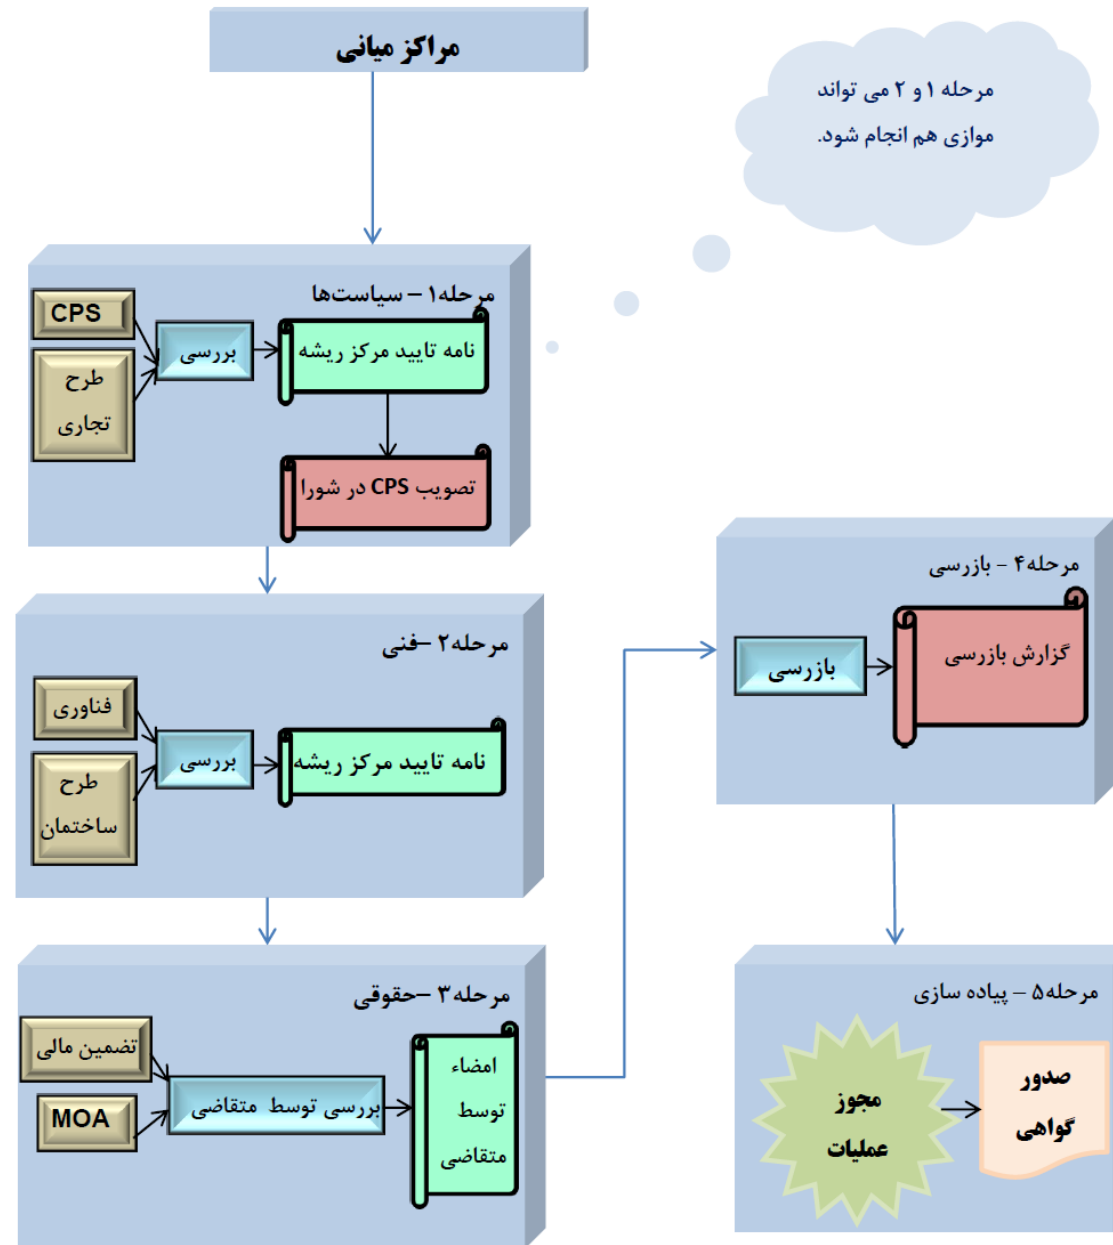 مراکز میانی
مرحله ۱ و ۲ می تواند
موازی هم انجام شود.
مرحله۱ – سیاست‌ها
CPS
طرح
تجاری
بررسی
نامه تایید مرکز ریشه
تصویب CPS در شورا
مرحله۲ –فنی
فناوری
طرح
ساختمان
بررسی
نامه تایید مرکز ریشه
مرحله۳ –حقوقی
تضمین مالی
MOA
بررسی توسط متقاضی
امضاء
توسط
متقاضی
مرحله۴ – بازرسی
بازرسی
گزارش بازرسی
مرحله۵ – پیاده سازی
مجوز
عملیات
صدور
گواهی